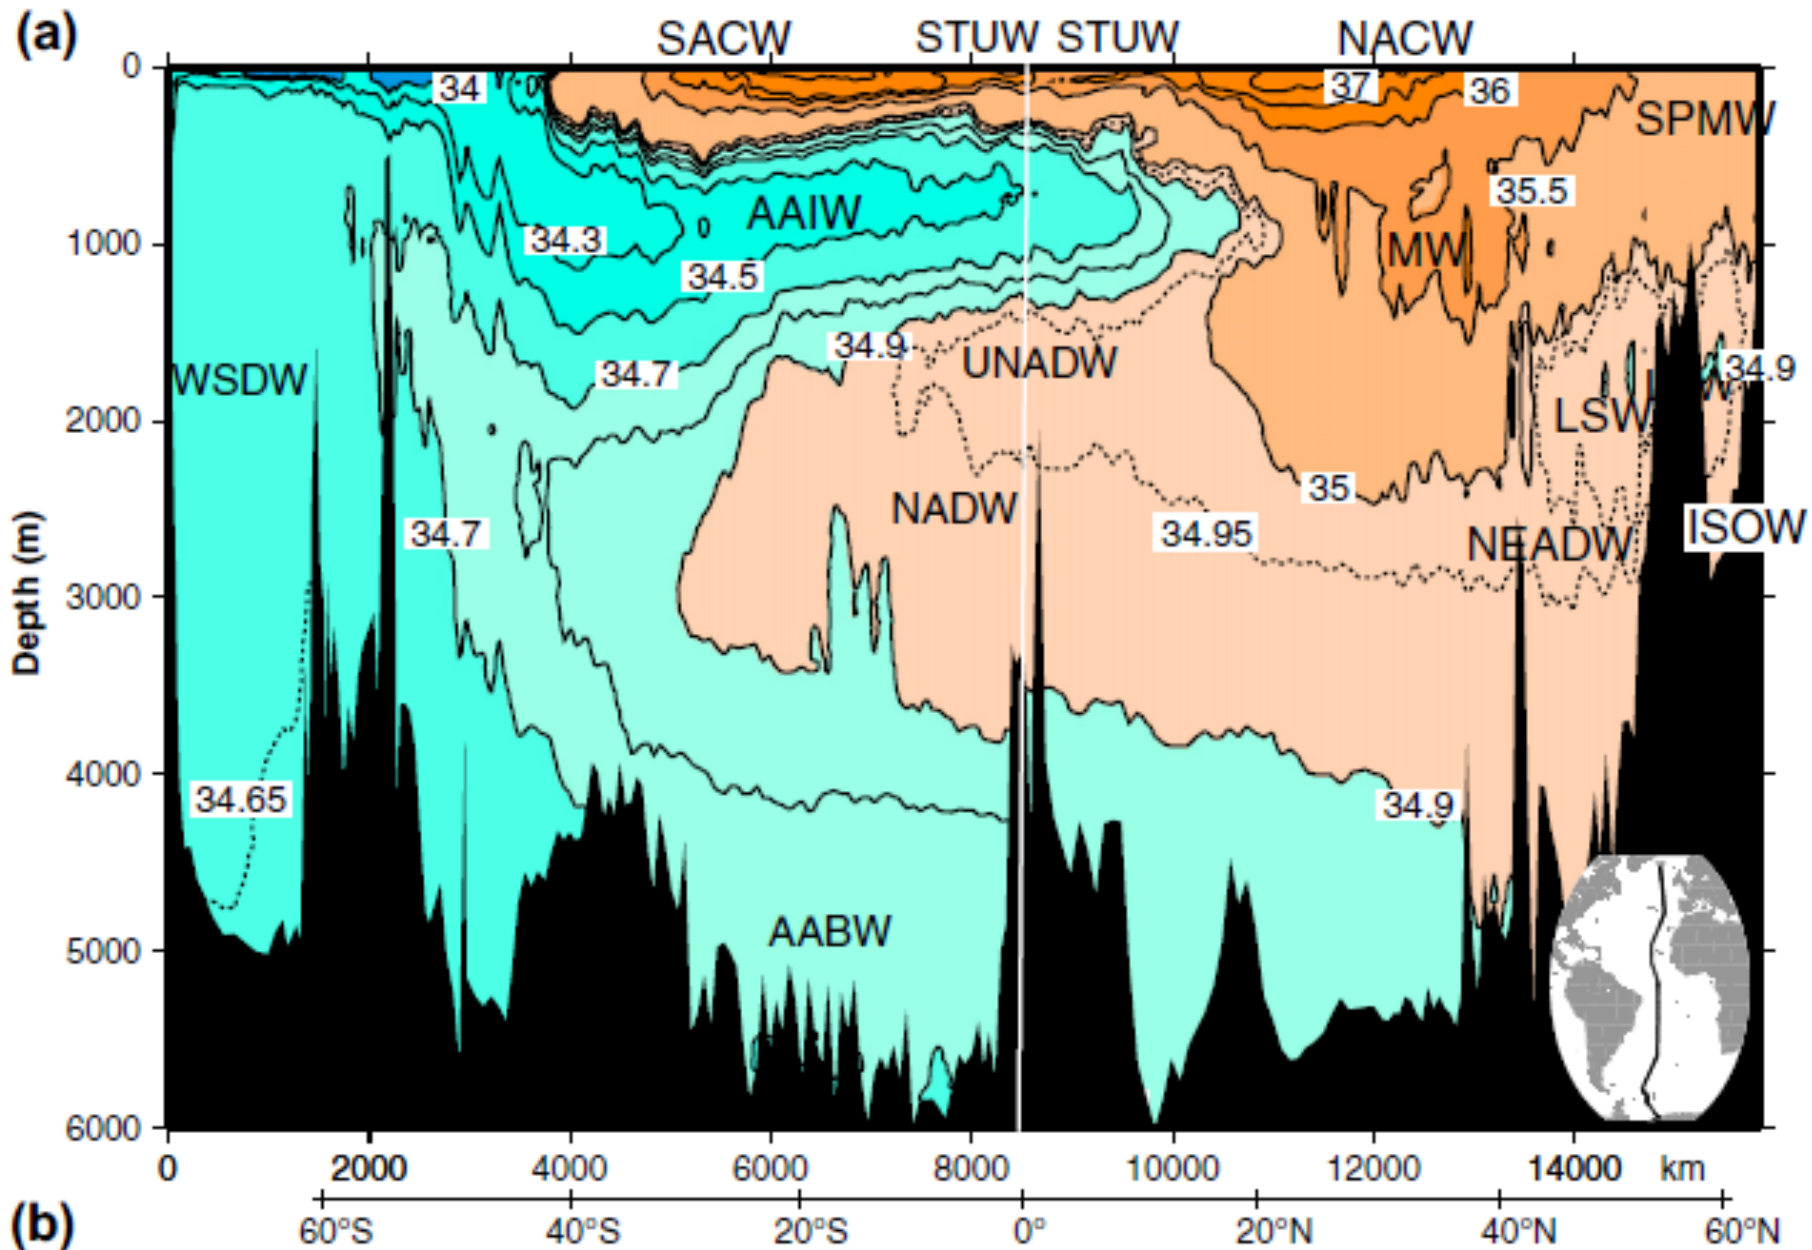 (a)
SACW STUW STUW NACW
0
34
37
36
SPMW
35.5
AAIW
1000
34.3
MW
34.5
34.9
UNADW
34.9
34.7
WSDW
2000
LSW
35
NADW
34.7
34.95
NEADW
ISOW
Depth (m)
3000
4000
34.65
34.9
AABW
5000
6000
0 2000 4000 6000 8000 10000 12000 14000 km
(b)
60°S 40°S 20°S 0° 20°N 40°N 60°N